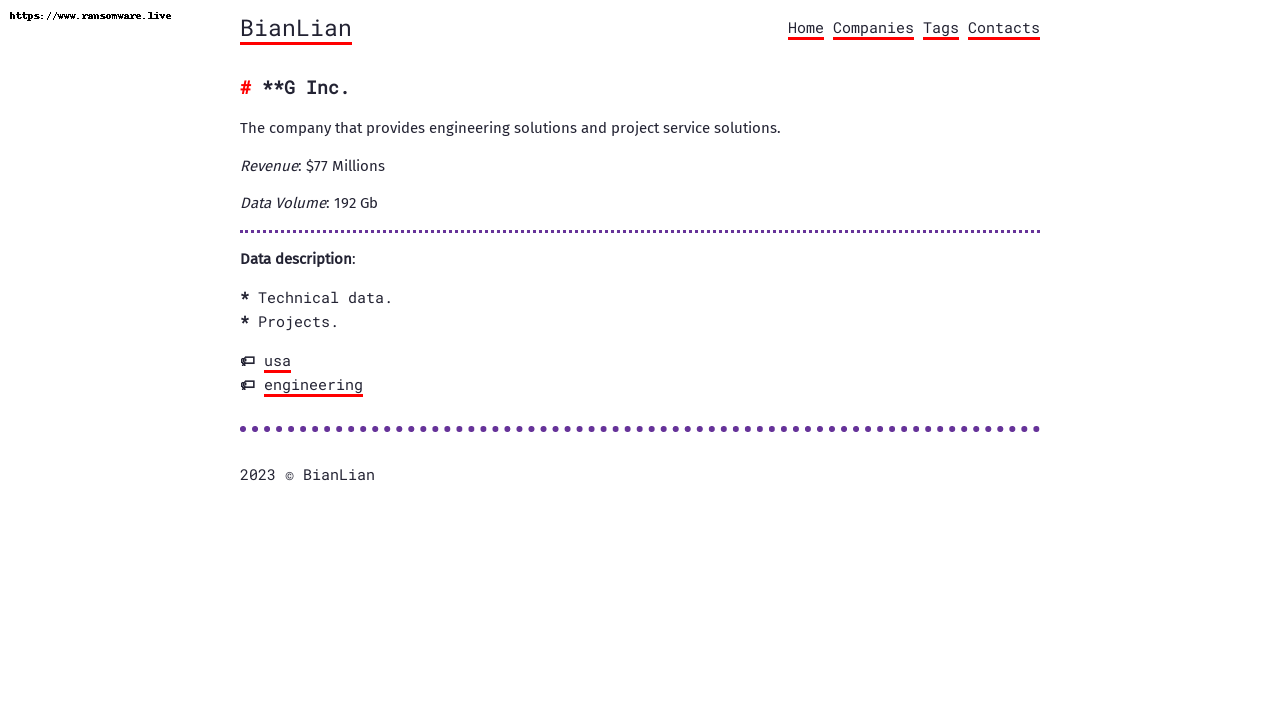 https://www.ransomware.live
BianLian
Home Companies Tags Contacts
# **G Inc.
The company that provides engineering solutions and project service solutions.
Revenue: $77 Millions
Data Volume: 192 Gb
Data description:
* Technical data.
* Projects.
🏷 usa
🏷 engineering
2023 © BianLian